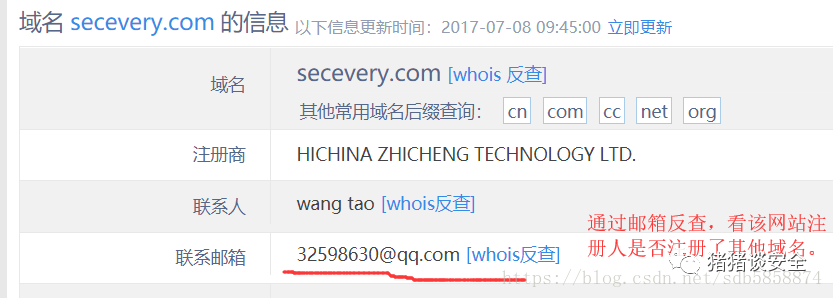 域名 secevery.com 的信息 以下信息更新时间：2017-07-08 09:45:00 立即更新
域名 secevery.com [whois 反查]
其他常用域名后缀查询： cn com cc net org
注册商 HICHINA ZHICHENG TECHNOLOGY LTD.
联系人 wang tao [whois反查]
通过邮箱反查，看该网站注
册人是否注册了其他域名。
联系邮箱 32598630@qq.com [whois反查]
猪猪谈安全
https://blog.csdn.net/sdb5858874